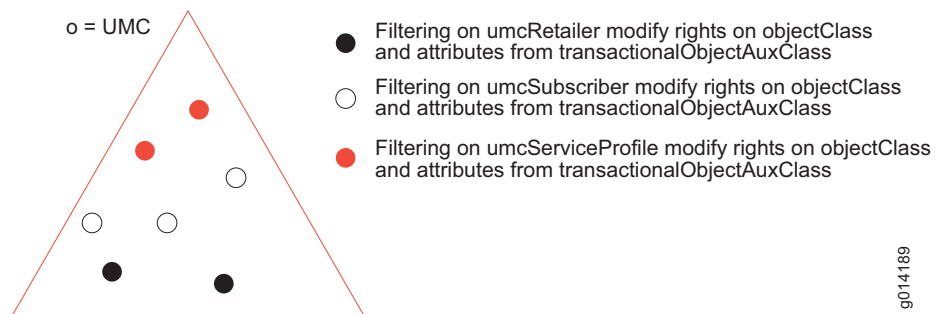 o = UMC
Filtering on umcRetailer modify rights on objectClass
and attributes from transactionalObjectAuxClass
Filtering on umcSubscriber modify rights on objectClass
and attributes from transactionalObjectAuxClass
Filtering on umcServiceProfile modify rights on objectClass
and attributes from transactionalObjectAuxClass
g014189